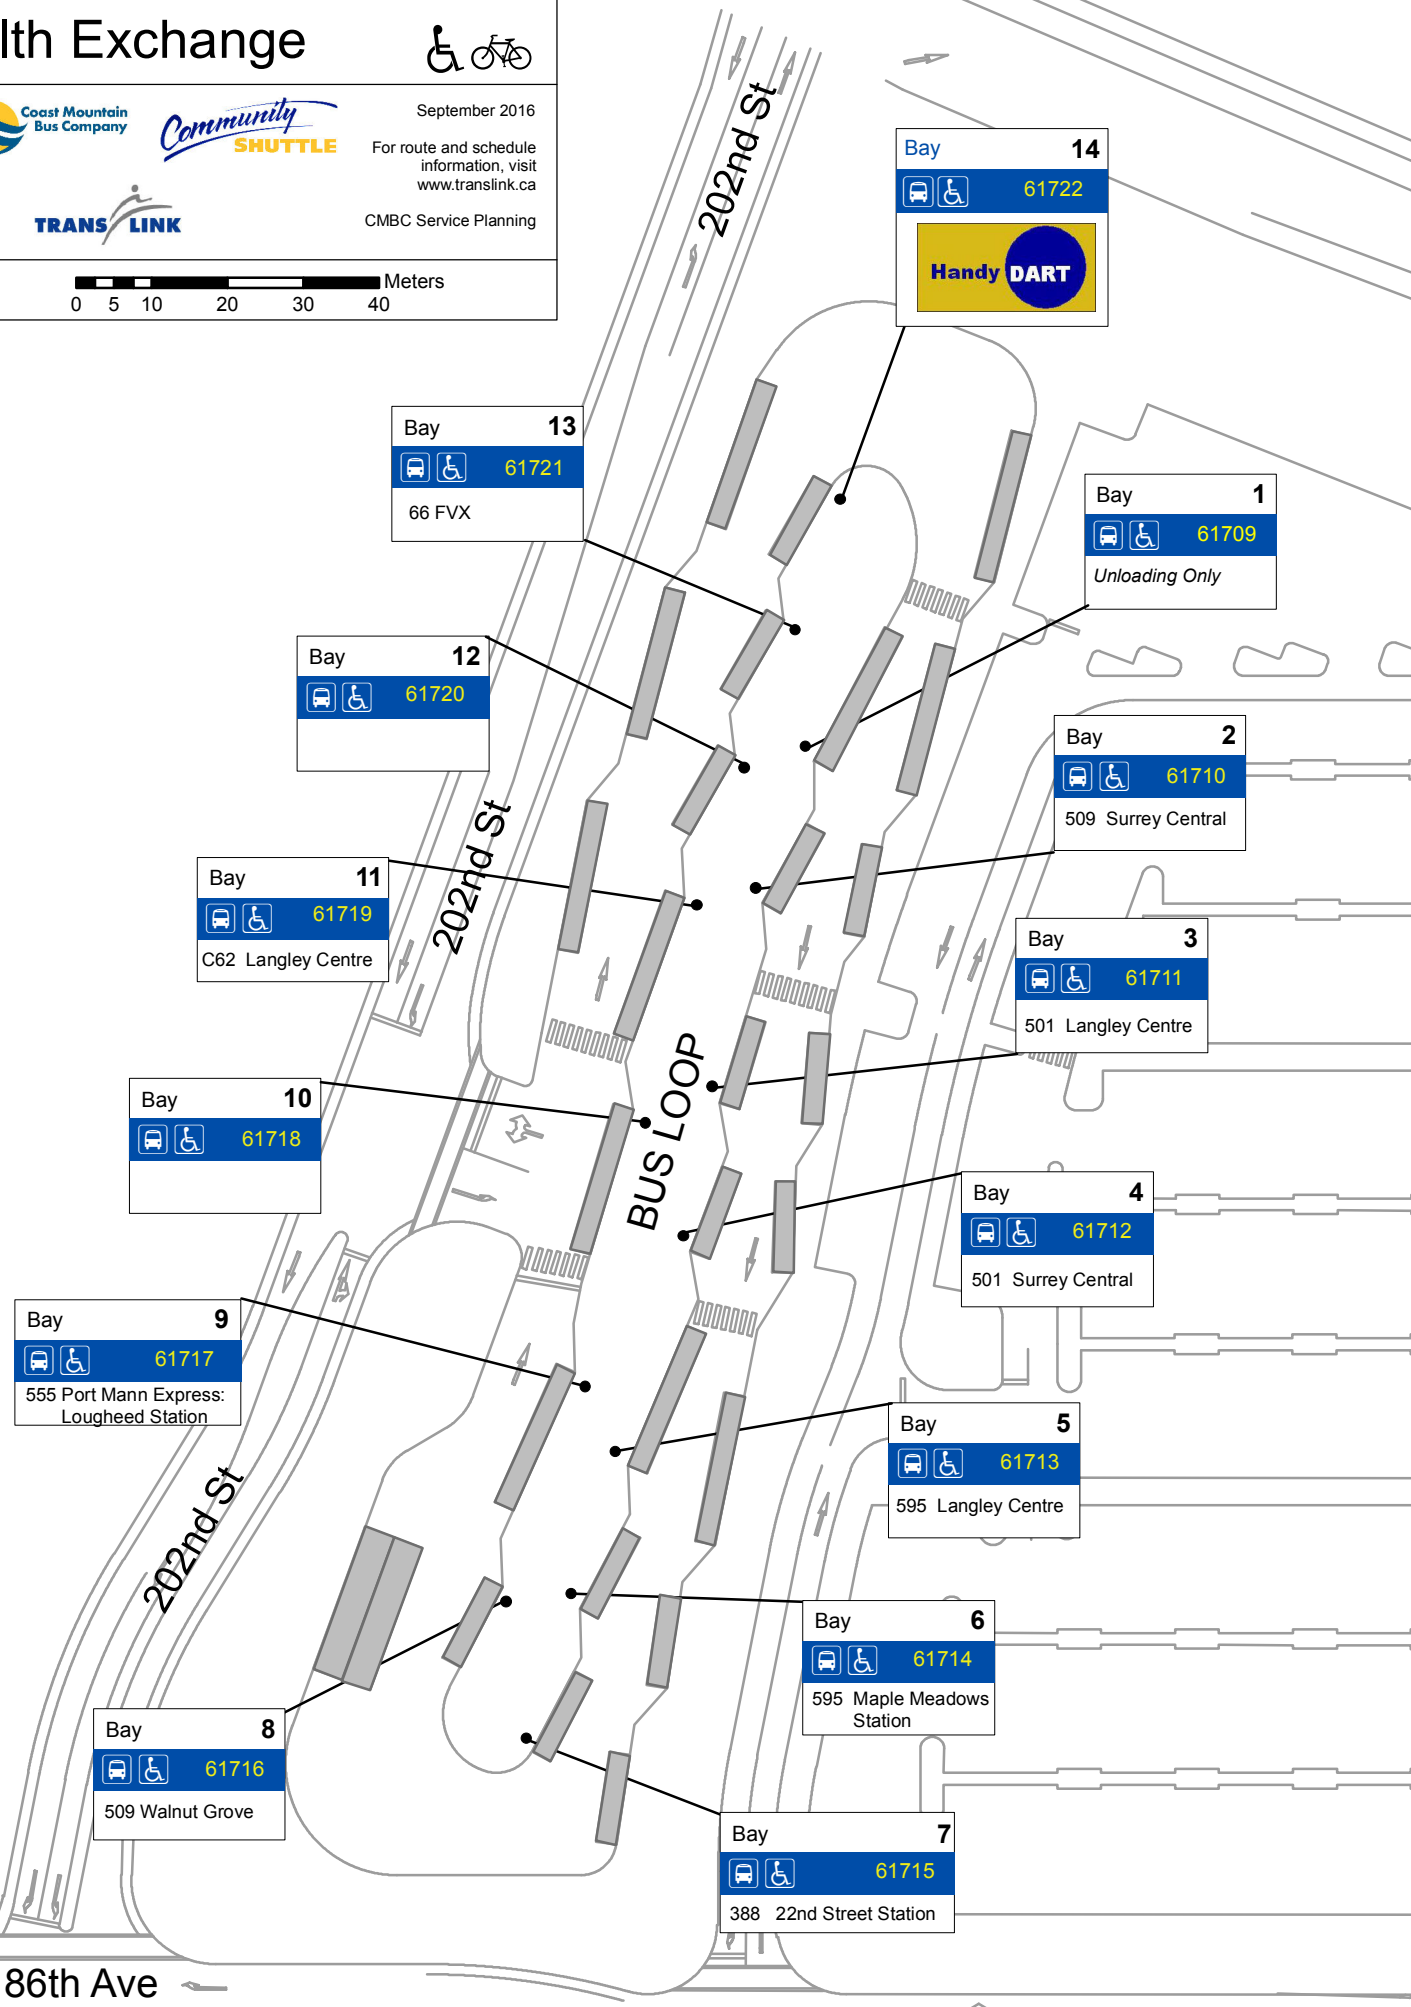 lth Exchange
Coast Mountain
Bus Company
Community
SHUTTLE
September 2016
For route and schedule
information, visit
www.translink.ca
TRANS LINK
CMBC Service Planning
Meters
0 5 10 20 30 40
202nd St
Bay 14
61722
Handy DART
Bay 13
61721
66 FVX
Bay 1
61709
Unloading Only
Bay 12
61720
Bay 2
61710
509 Surrey Central
202nd St
Bay 11
61719
C62 Langley Centre
Bay 3
61711
501 Langley Centre
BUS LOOP
Bay 10
61718
Bay 4
61712
501 Surrey Central
Bay 9
61717
555 Port Mann Express:
Lougheed Station
Bay 5
61713
595 Langley Centre
202nd St
Bay 6
61714
595 Maple Meadows
Station
Bay 8
61716
509 Walnut Grove
Bay 7
61715
388 22nd Street Station
86th Ave